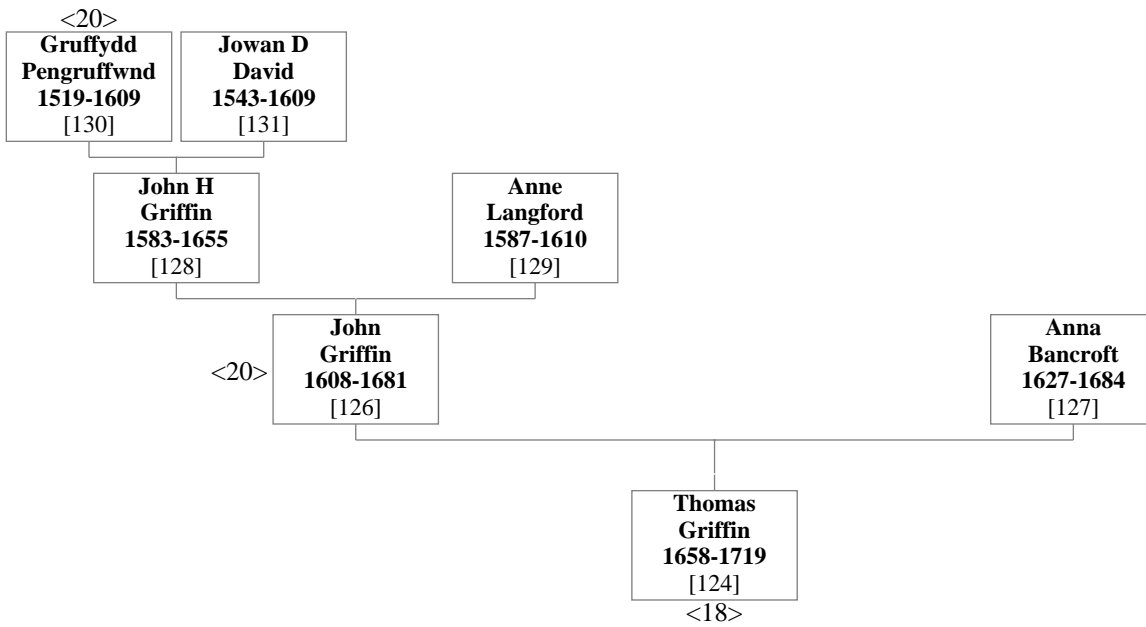 <20>
Gruffydd
Pengruffwnd
1519-1609
[130]
Jowan D
David
1543-1609
[131]
John H
Griffin
1583-1655
[128]
Anne
Langford
1587-1610
[129]
<20>
John
Griffin
1608-1681
[126]
Anna
Bancroft
1627-1684
[127]
Thomas
Griffin
1658-1719
[124]
<18>